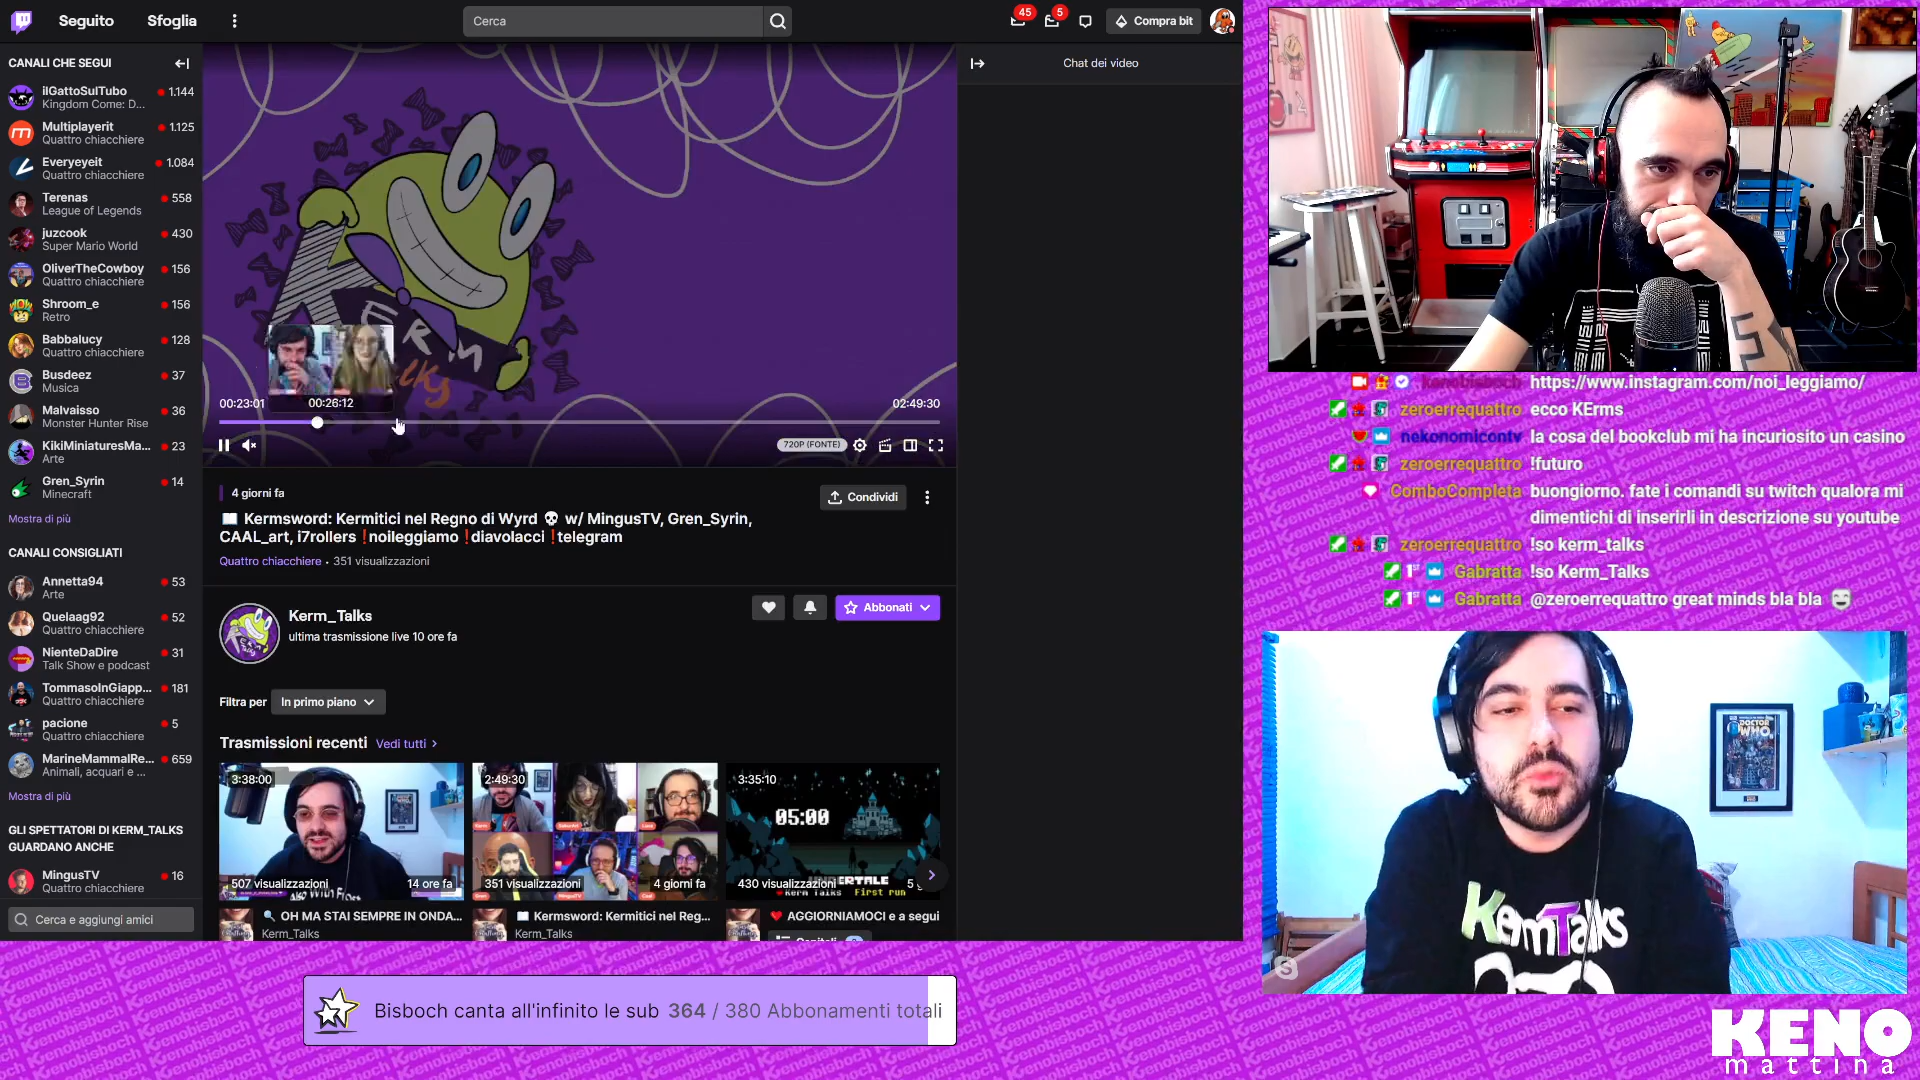 Seguito
Sfoglia
Cerca
45
5
Compra bit
CANALI CHE SEGUI
ilGattoSulTubo
1.144
Kingdom Come: D...
Multiplayerit
1.125
Quattro chiacchiere
Everyeyeit
1.084
Quattro chiacchiere
Terenas
558
League of Legends
juzcook
430
Super Mario World
OliverTheCowboy
156
Quattro chiacchiere
Shroom_e
156
Retro
Babbalucy
128
Quattro chiacchiere
Busdeez
37
Musica
Malvaisso
36
Monster Hunter Rise
KikiMiniaturesMa...
23
Arte
Gren_Syrin
14
Minecraft
Mostra di più
CANALI CONSIGLIATI
Annetta94
53
Arte
Quelaag92
52
Quattro chiacchiere
NienteDaDire
31
Talk Show e podcast
TommasoInGiapp...
181
Quattro chiacchiere
pacione
5
Quattro chiacchiere
MarineMammalRe...
659
Animali, acquari e ...
Mostra di più
GLI SPETTATORI DI KERM_TALKS
GUARDANO ANCHE
MingusTV
16
Quattro chiacchiere
Cerca e aggiungi amici
00:23:01
00:26:12
02:49:30
720P (FONTE)
4 giorni fa
Condividi
Kermsword: Kermitici nel Regno di Wyrd 💀 w/ MingusTV, Gren_Syrin,
CAAL_art, i7rollers !noileggiamo !diavolacci !telegram
Quattro chiacchiere • 351 visualizzazioni
Kerm_Talks
ultima trasmissione live 10 ore fa
Abbonati
Filtra per
In primo piano
Trasmissioni recenti
Vedi tutti
3:38:00
507 visualizzazioni
14 ore fa
OH MA STAI SEMPRE IN ONDA...
Kerm_Talks
2:49:30
351 visualizzazioni
4 giorni fa
Kermsword: Kermitici nel Reg...
Kerm_Talks
3:35:10
05:00
430 visualizzazioni
First run
AGGIORNIAMOCI e a segui
Chat dei video
kenobisboch https://www.instagram.com/noi_leggiamo/
zeroerrequattro ecco KErms
nekonomicontv la cosa del bookclub mi ha incuriosito un casino
zeroerrequattro !futuro
ComboCompleta buongiorno. fate i comandi su twitch qualora mi
dimentichi di inserirli in descrizione su youtube
zeroerrequattro !so kerm_talks
Gabratta !so Kerm_Talks
Gabratta @zeroerrequattro great minds bla bla
DOCTOR
WHO
KermTalks
Bisboch canta all'infinito le sub 364 / 380 Abbonamenti totali
KENO
mattina